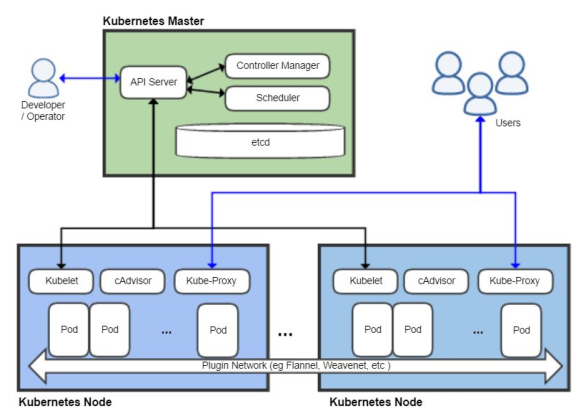 Kubernetes Master
API Server
Controller Manager
Scheduler
etcd
Developer
/ Operator
Users
Kubelet
cAdvisor
Kube-Proxy
Pod
Pod
...
Pod
...
Kubelet
cAdvisor
Kube-Proxy
Pod
Pod
...
Pod
Plugin Network (eg Flannel, Weavenet, etc )
Kubernetes Node
Kubernetes Node